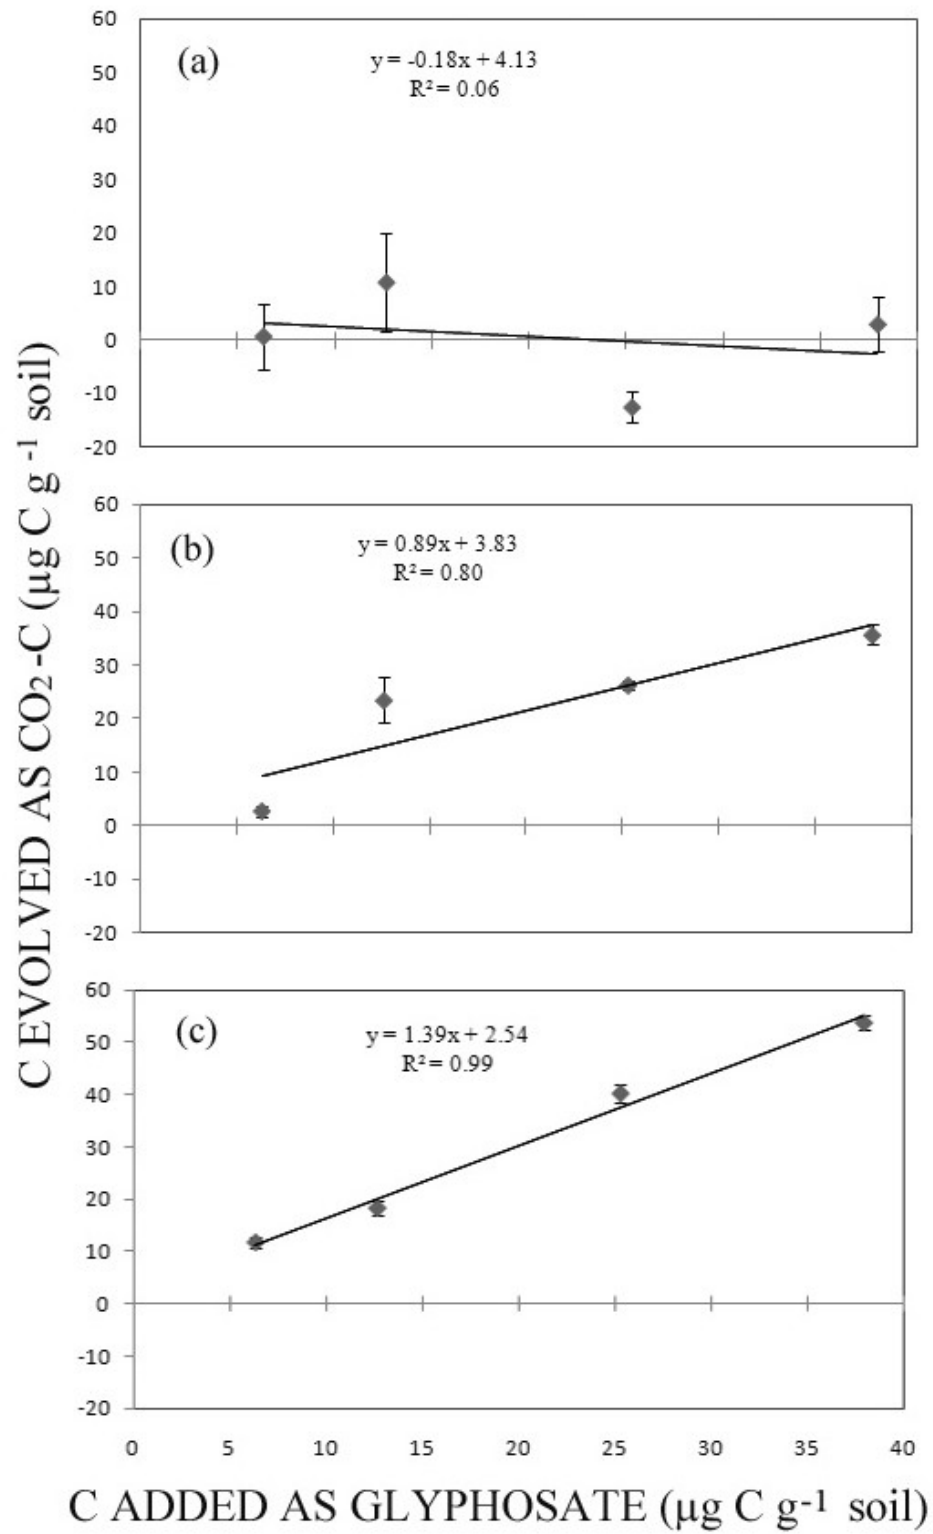 C EVOLVED AS CO₂-C (µg C g⁻¹ soil)
60
50
40
30
20
10
0
-10
-20
(a)
y = -0.18x + 4.13
R² = 0.06
60
50
40
30
20
10
0
-10
-20
(b)
y = 0.89x + 3.83
R² = 0.80
60
50
40
30
20
10
0
-10
-20
(c)
y = 1.39x + 2.54
R² = 0.99
0 5 10 15 20 25 30 35 40
C ADDED AS GLYPHOSATE (µg C g⁻¹ soil)